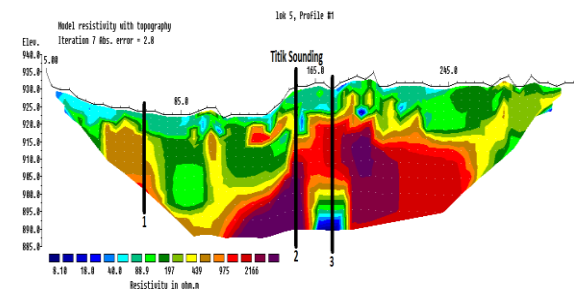 lok 5, Profile #1
Model resistivity with topography
Iteration 7 Abs. error = 2.8
Elev.
Titik Sounding
940.0
5.00
165.0
245.0
935.0
930.0
925.0
85.0
920.0
915.0
910.0
905.0
900.0
895.0
890.0
885.0
1
2
3
8.10 18.0 40.0 88.9 197 439 975 2166
Resistivity in ohm.m